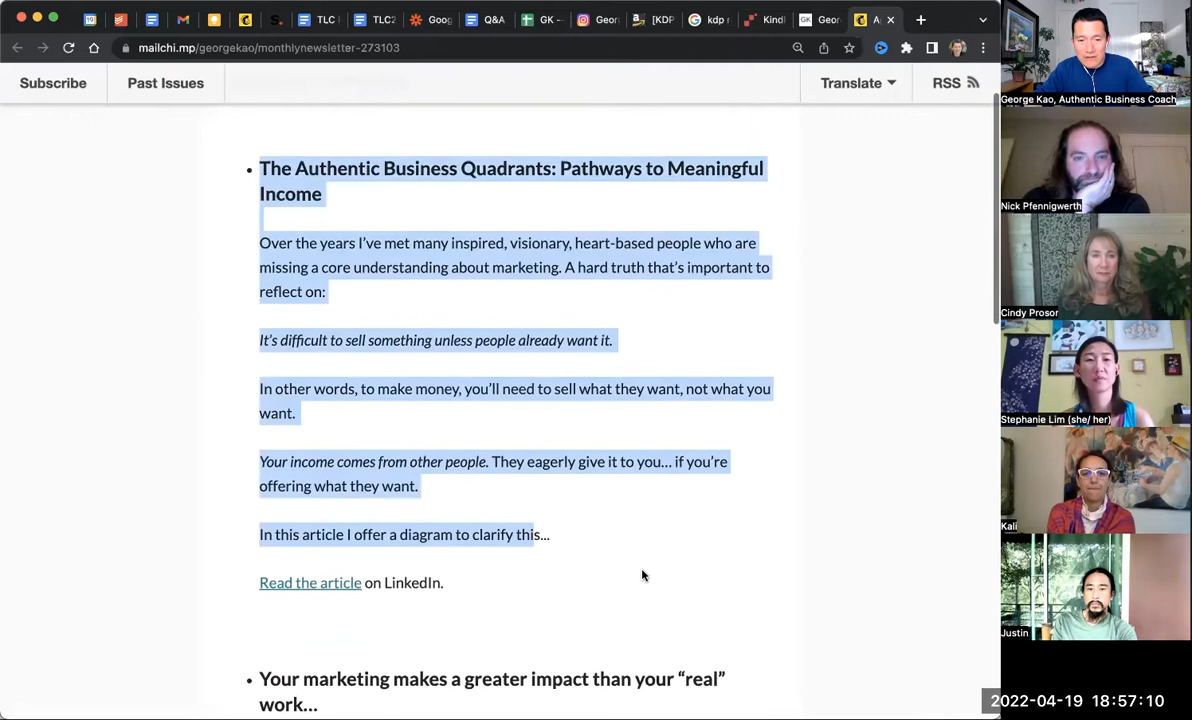 19
TLC
TLC2
Goog
Q&A
GK –
Georg
[KDP
kdp r
Kindl
GK
Geor
A
mailchi.mp/georgekao/monthlynewsletter-273103
Subscribe
Past Issues
Translate
RSS
The Authentic Business Quadrants: Pathways to Meaningful
Income
Over the years I’ve met many inspired, visionary, heart-based people who are
missing a core understanding about marketing. A hard truth that’s important to
reflect on:
It’s difficult to sell something unless people already want it.
In other words, to make money, you’ll need to sell what they want, not what you
want.
Your income comes from other people. They eagerly give it to you… if you’re
offering what they want.
In this article I offer a diagram to clarify this...
Read the article on LinkedIn.
Your marketing makes a greater impact than your “real”
work…
George Kao, Authentic Business Coach
Nick Pfennigwerth
Cindy Prosor
Stephanie Lim (she/ her)
Kali
Justin
2022-04-19 18:57:10